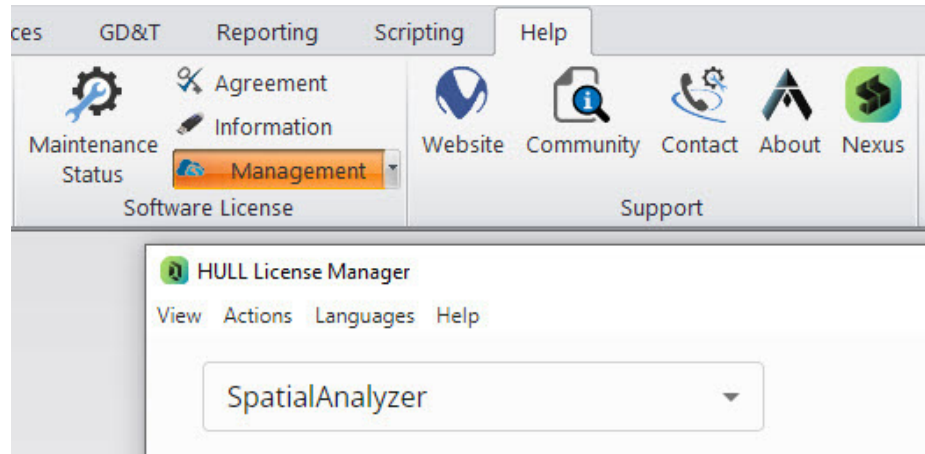 ces GD&T Reporting Scripting Help
Agreement
Information
Management
Maintenance
Status
Software License
Website Community Contact About Nexus
Support
HULL License Manager
View Actions Languages Help
SpatialAnalyzer